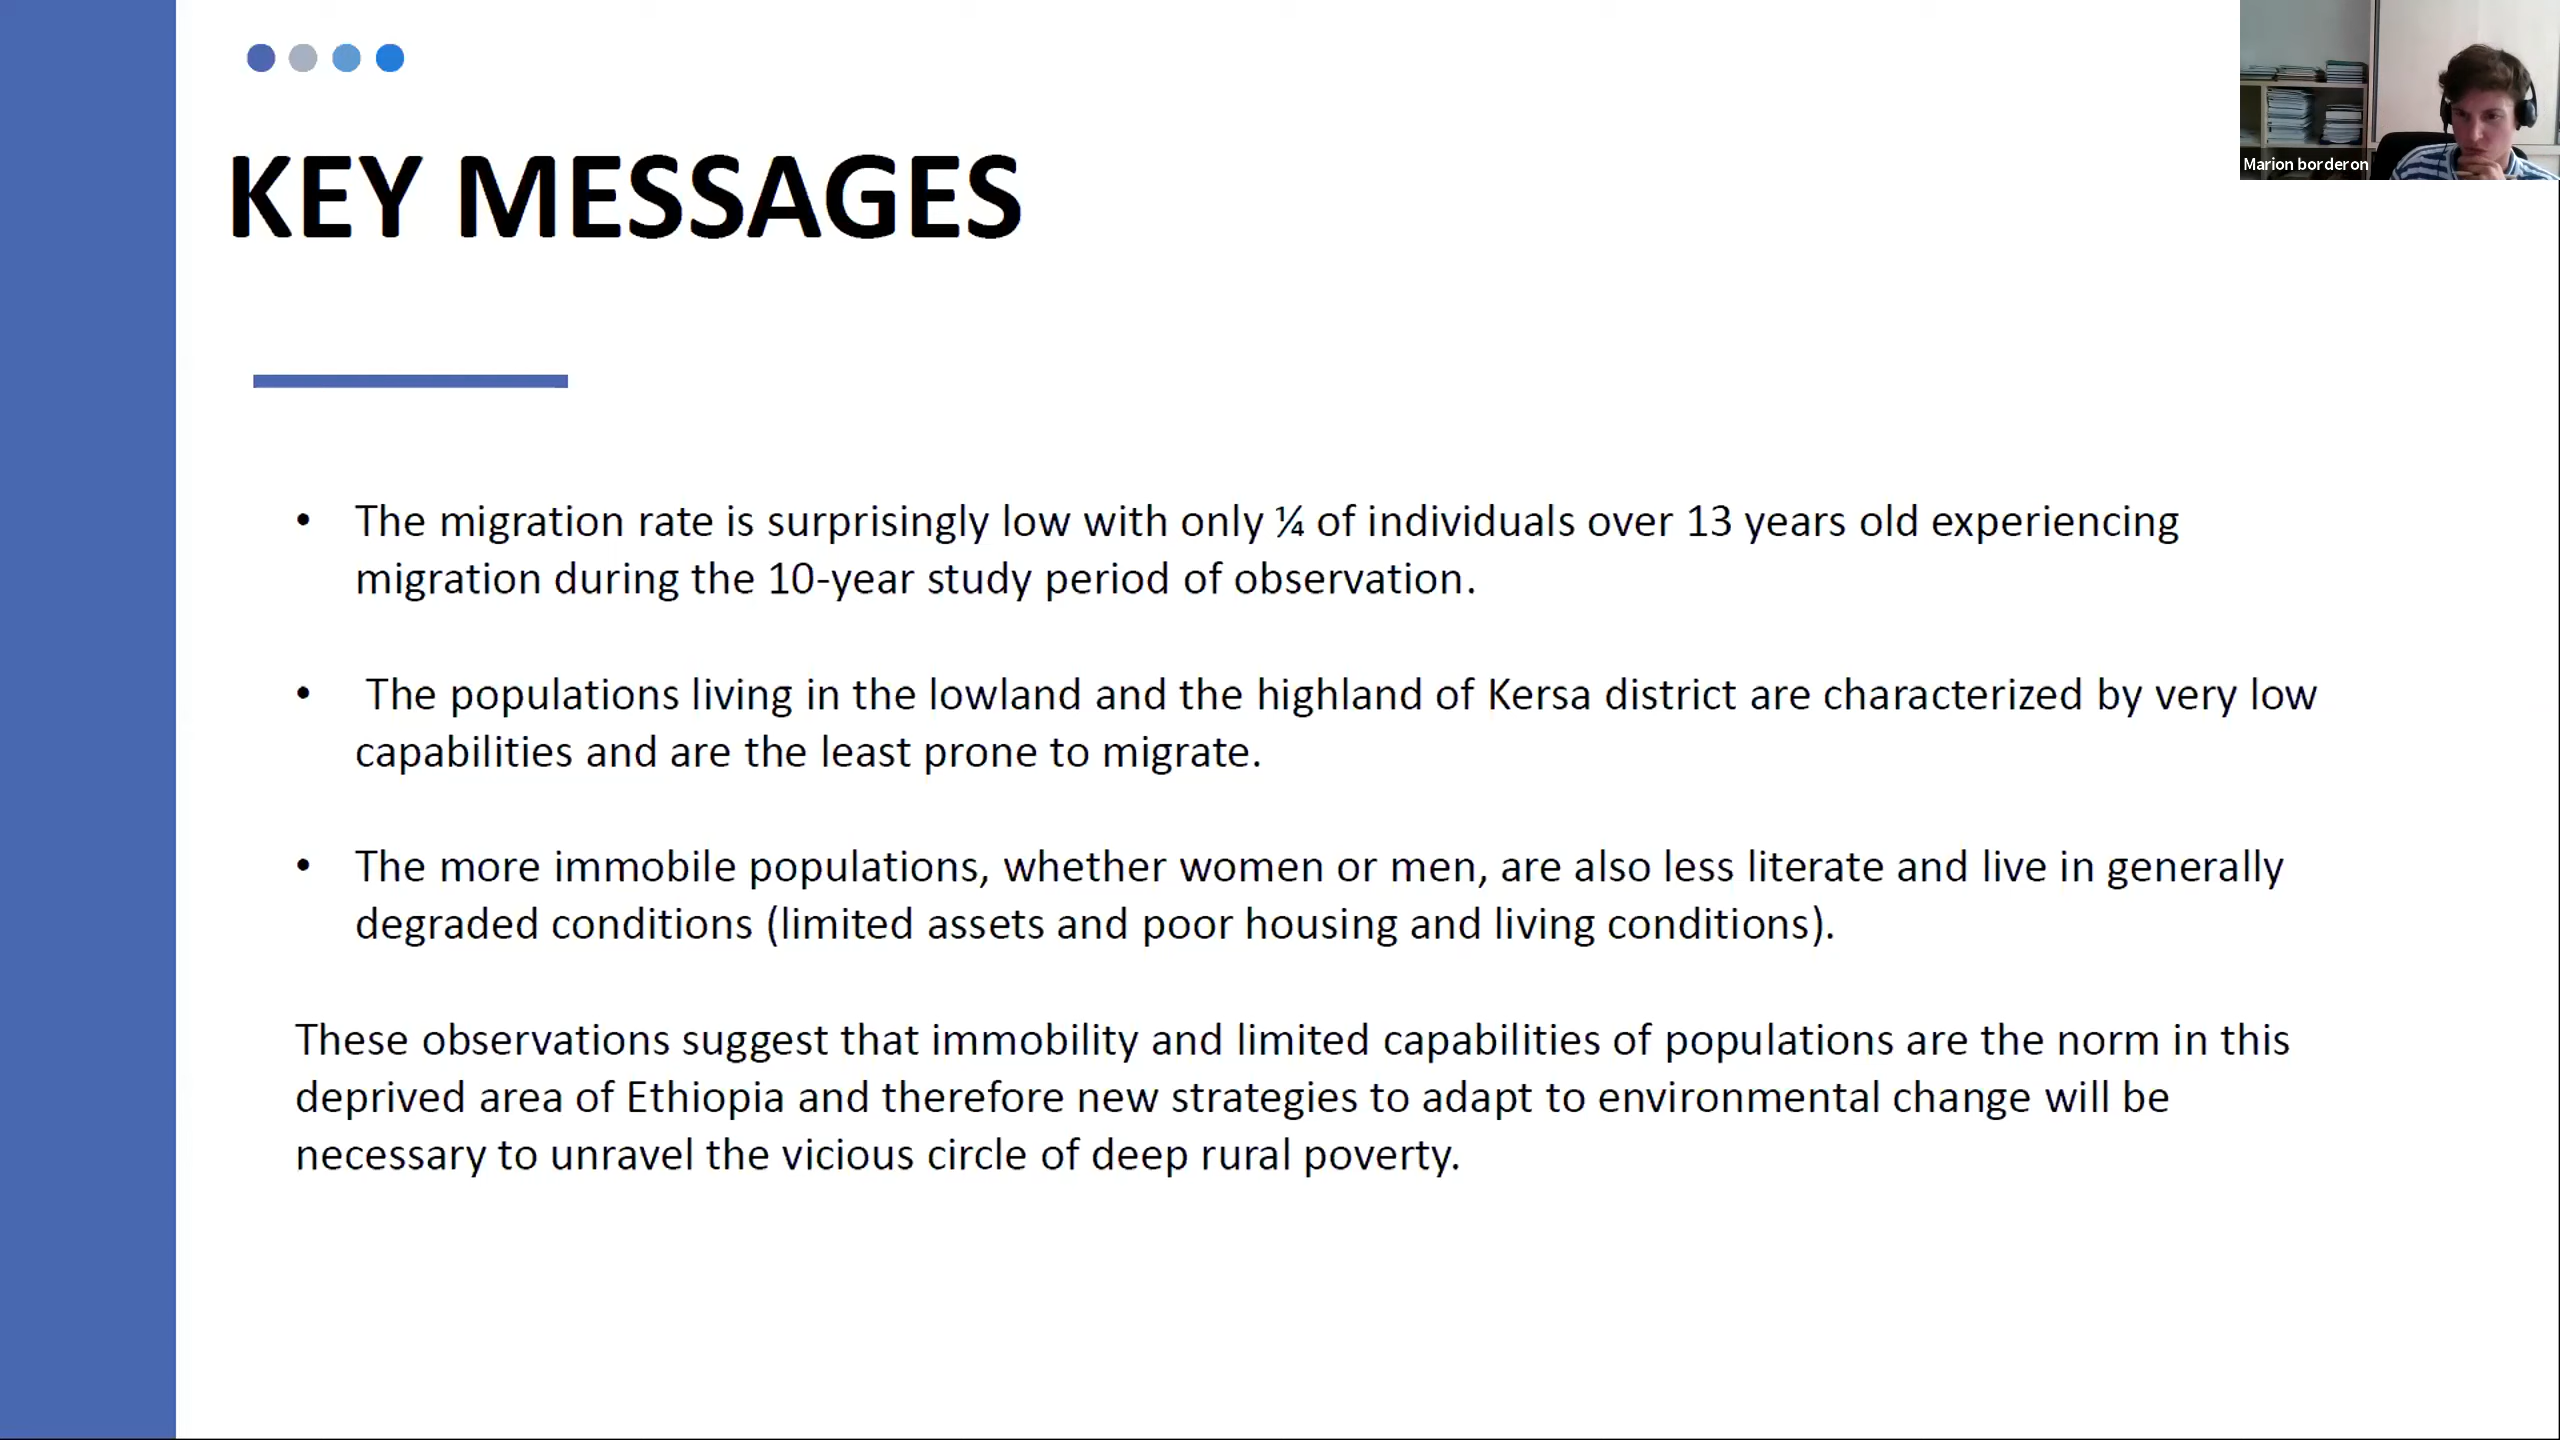 Marion borderon
KEY MESSAGES
• The migration rate is surprisingly low with only ¼ of individuals over 13 years old experiencing
migration during the 10-year study period of observation.
• The populations living in the lowland and the highland of Kersa district are characterized by very low
capabilities and are the least prone to migrate.
• The more immobile populations, whether women or men, are also less literate and live in generally
degraded conditions (limited assets and poor housing and living conditions).
These observations suggest that immobility and limited capabilities of populations are the norm in this
deprived area of Ethiopia and therefore new strategies to adapt to environmental change will be
necessary to unravel the vicious circle of deep rural poverty.